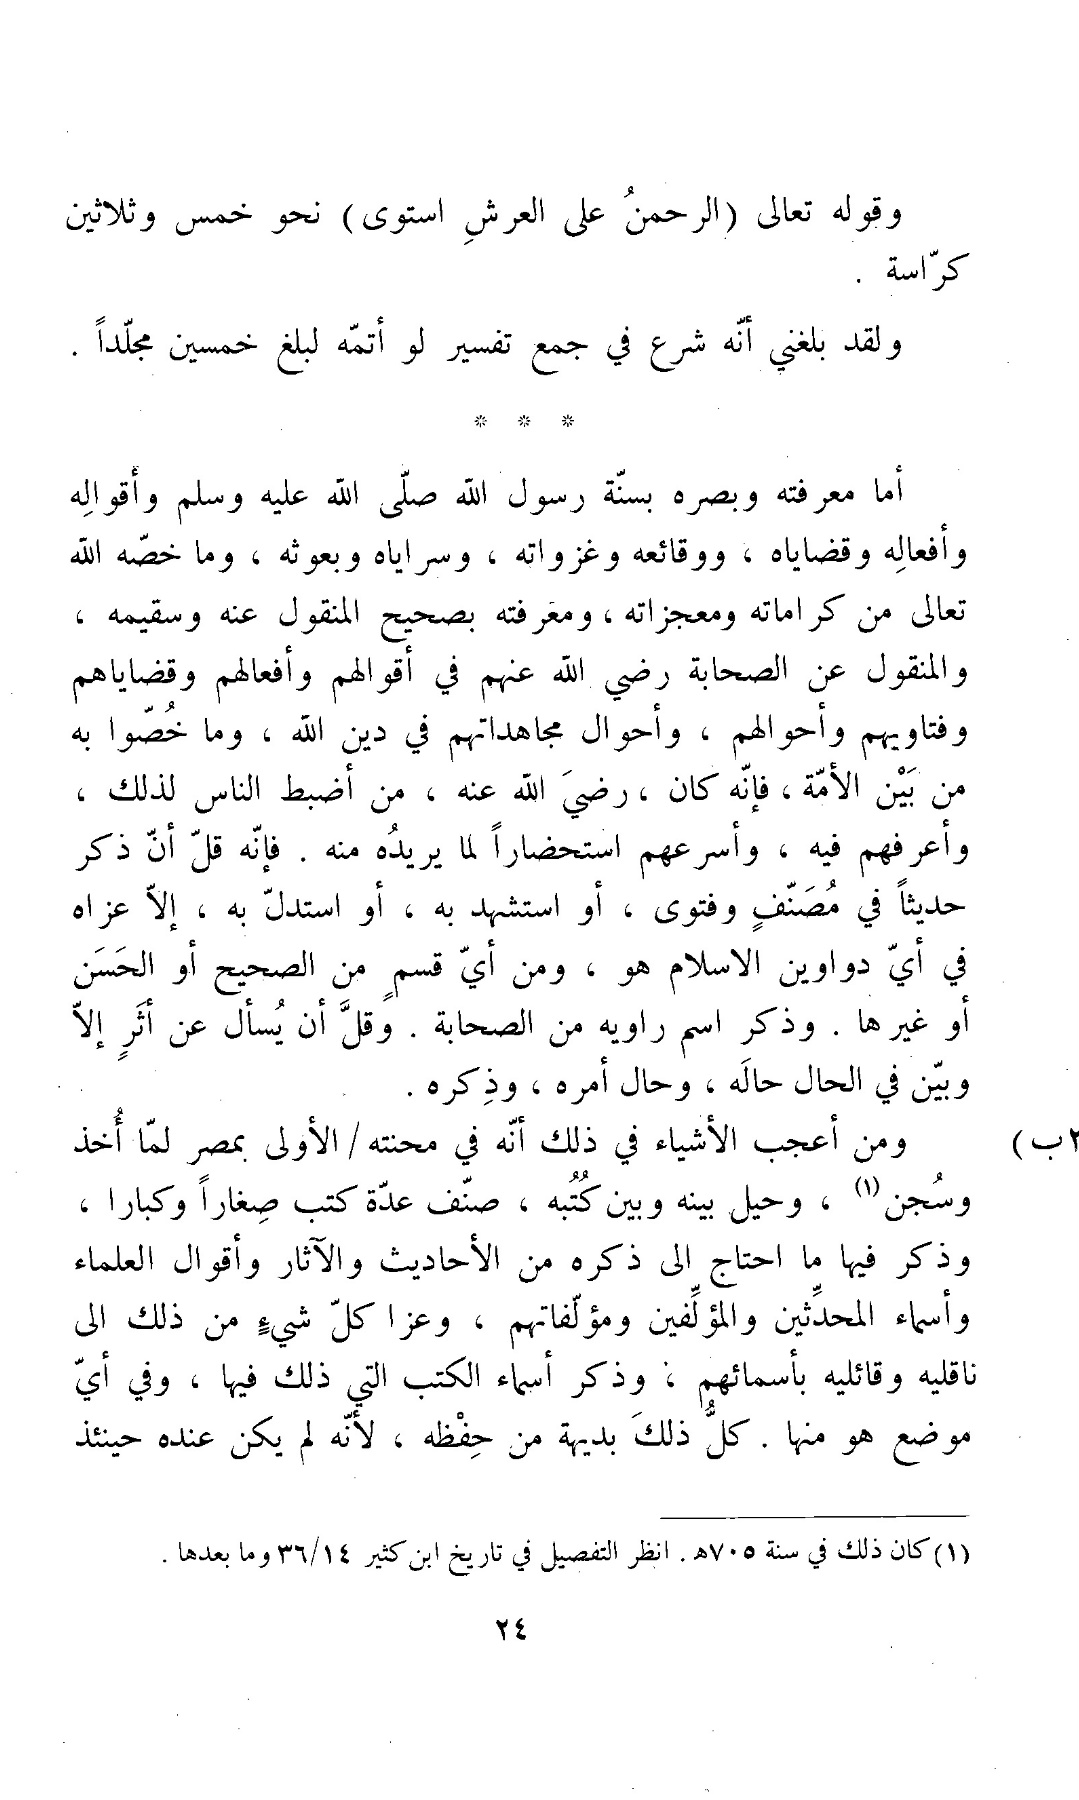 وقوله تعالى (الرحمنُ على العرشِ استوى) نحو خمس وثلاثين
كرّاسة .
ولقد بلغني أنّه شرع في جمع تفسير لو أتمّه لبلغ خمسين مجلّداً .
* * *
أما معرفته وبصره بسنّة رسول الله صلّى الله عليه وسلم وأقوالِه
وأفعالِه وقضاياه ، ووقائعه وغزواته ، وسراياه وبعوثه ، وما خصّه الله
تعالى من كراماته ومعجزاته ، ومعرفته بصحيح المنقول عنه وسقيمه ،
والمنقول عن الصحابة رضي الله عنهم في أقوالهم وأفعالهم وقضاياهم
وفتاويهم وأحوالهم ، وأحوال مجاهداتهم في دين الله ، وما خُصّوا به
من بَيْن الأمّة ، فإنّه كان ، رضيَ الله عنه ، من أضبط الناس لذلك ،
وأعرفهم فيه ، وأسرعهم استحضاراً لما يريدُه منه . فإنّه قلّ أنّ ذكر
حديثاً في مُصَنّفٍ وفتوى ، أو استشهد به ، أو استدلّ به ، إلاّ عزاه
في أيّ دواوين الاسلام هو ، ومن أيّ قسمٍ من الصحيح أو الحَسَن
أو غيرها . وذكر اسم راويه من الصحابة . وقلَّ أن يُسأل عن أثَرٍ إلاّ
وبيّن في الحال حالَه ، وحال أمره ، وذِكره .
ومن أعجب الأشياء في ذلك أنّه في محنته / الأولى بمصر لمّا أُخذ
٢ب)
وسُجن (١) ، وحيل بينه وبين كُتُبه ، صنّف عدّة كتب صِغاراً وكبارا ،
وذكر فيها ما احتاج الى ذكره من الأحاديث والآثار وأقوال العلماء
وأسماء المحدِّثين والمؤلِّفين ومؤلّفاتهم ، وعزا كلّ شيءٍ من ذلك الى
ناقليه وقائليه بأسمائهم ، وذكر أسماء الكتب التي ذلك فيها ، وفي أيّ
موضع هو منها . كلُّ ذلكَ بديهة من حِفْظه ، لأنّه لم يكن عنده حينئذ
(١) كان ذلك في سنة ٧٠٥ه . انظر التفصيل في تاريخ ابن كثير ٣٦/١٤ وما بعدها .
٢٤